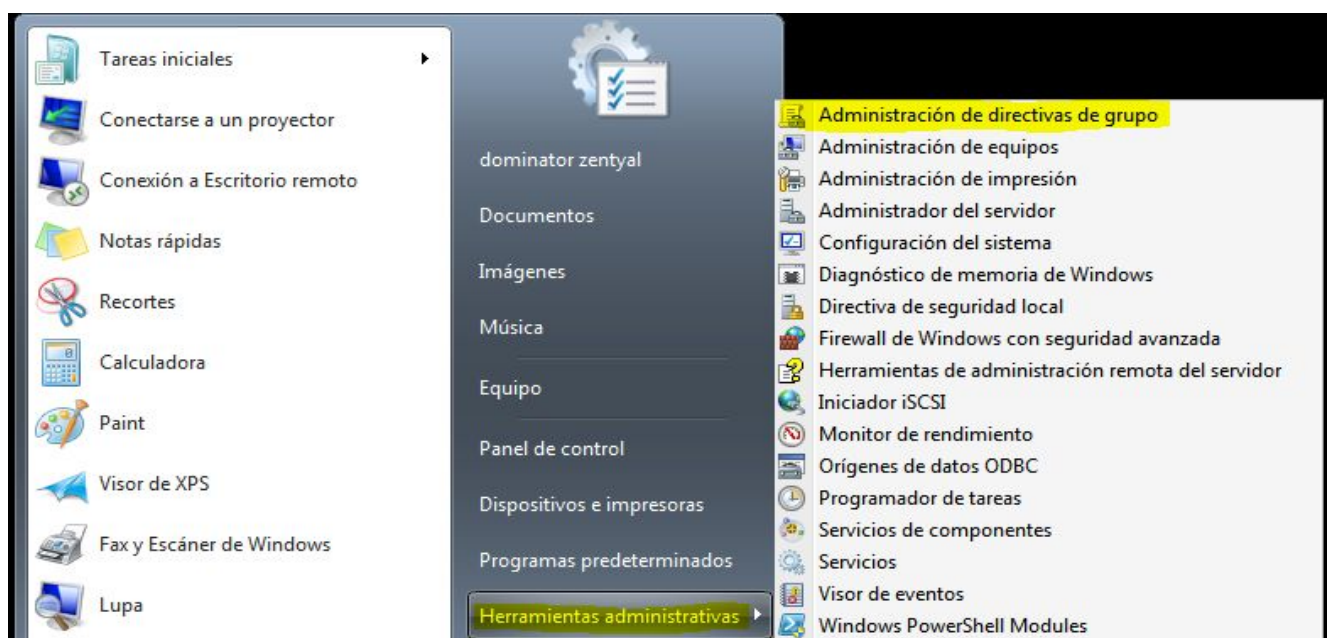 Tareas iniciales
Conectarse a un proyector
Conexión a Escritorio remoto
Notas rápidas
Recortes
Calculadora
Paint
Visor de XPS
Fax y Escáner de Windows
Lupa
dominator zentyal
Documentos
Imágenes
Música
Equipo
Panel de control
Dispositivos e impresoras
Programas predeterminados
Herramientas administrativas
Administración de directivas de grupo
Administración de equipos
Administración de impresión
Administrador del servidor
Configuración del sistema
Diagnóstico de memoria de Windows
Directiva de seguridad local
Firewall de Windows con seguridad avanzada
Herramientas de administración remota del servidor
Iniciador iSCSI
Monitor de rendimiento
Orígenes de datos ODBC
Programador de tareas
Servicios de componentes
Servicios
Visor de eventos
Windows PowerShell Modules